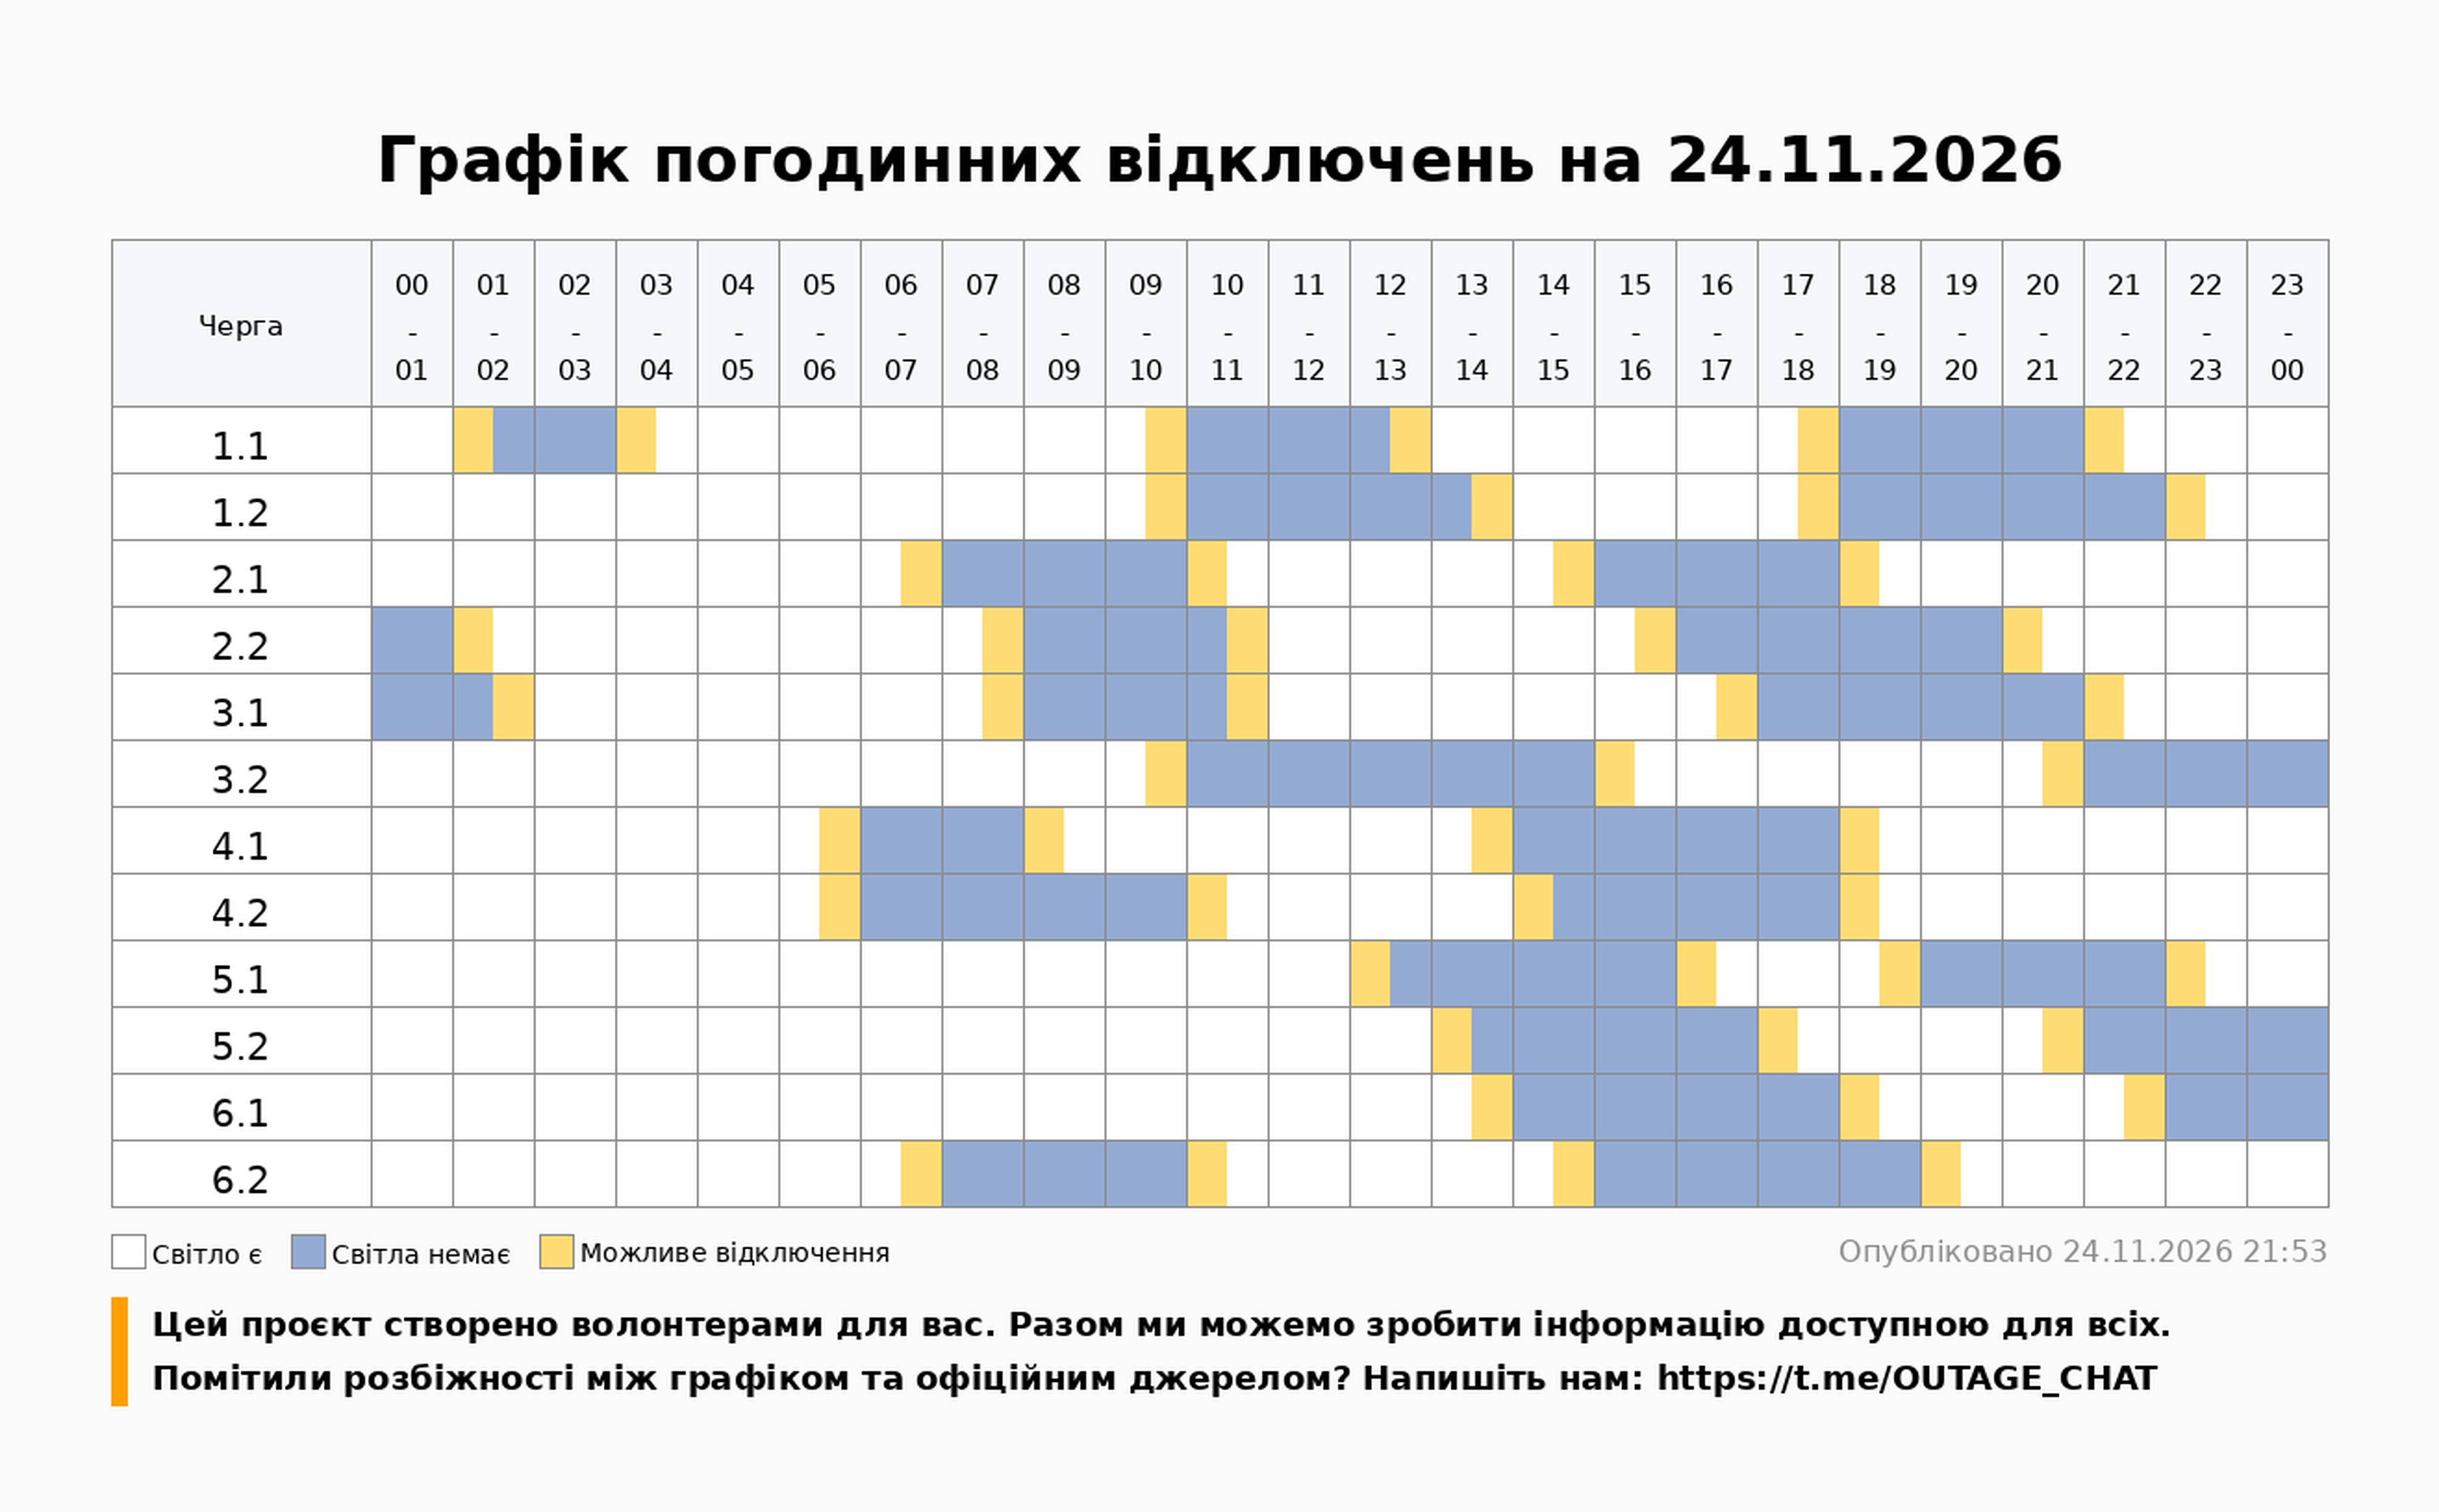 Графік погодинних відключень на 24.11.2026
Черга 00 - 01 01 - 02 02 - 03 03 - 04 04 - 05 05 - 06 06 - 07 07 - 08 08 - 09 09 - 10 10 - 11 11 - 12 12 - 13 13 - 14 14 - 15 15 - 16 16 - 17 17 - 18 18 - 19 19 - 20 20 - 21 21 - 22 22 - 23 23 - 00
1.1
1.2
2.1
2.2
3.1
3.2
4.1
4.2
5.1
5.2
6.1
6.2
Світло є Світла немає Можливе відключення Опубліковано 24.11.2026 21:53
Цей проєкт створено волонтерами для вас. Разом ми можемо зробити інформацію доступною для всіх.
Помітили розбіжності між графіком та офіційним джерелом? Напишіть нам: https://t.me/OUTAGE_CHAT